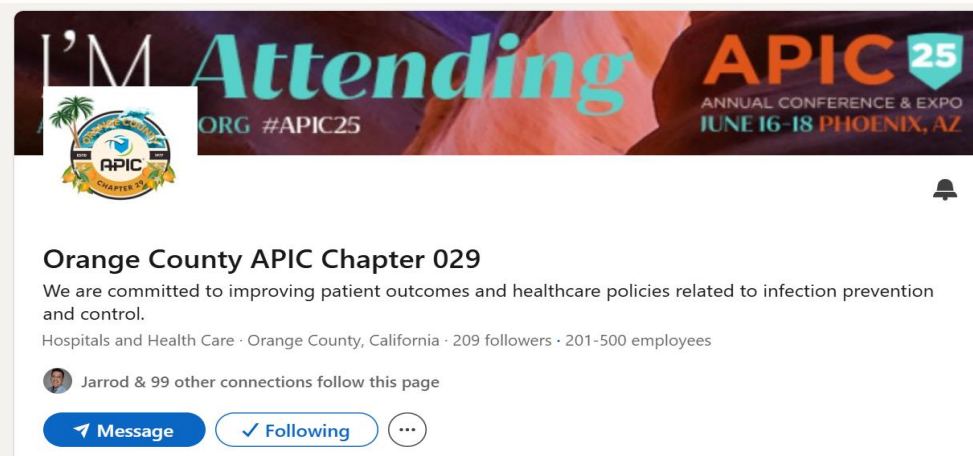 I'M Attending
APIC 25
ANNUAL CONFERENCE & EXPO
ORG #APIC25
JUNE 16-18 PHOENIX, AZ
ORANGE COUNTY
APIC
CHAPTER 29
Orange County APIC Chapter 029
We are committed to improving patient outcomes and healthcare policies related to infection prevention
and control.
Hospitals and Health Care · Orange County, California · 209 followers · 201-500 employees
Jarrod & 99 other connections follow this page
Message
Following